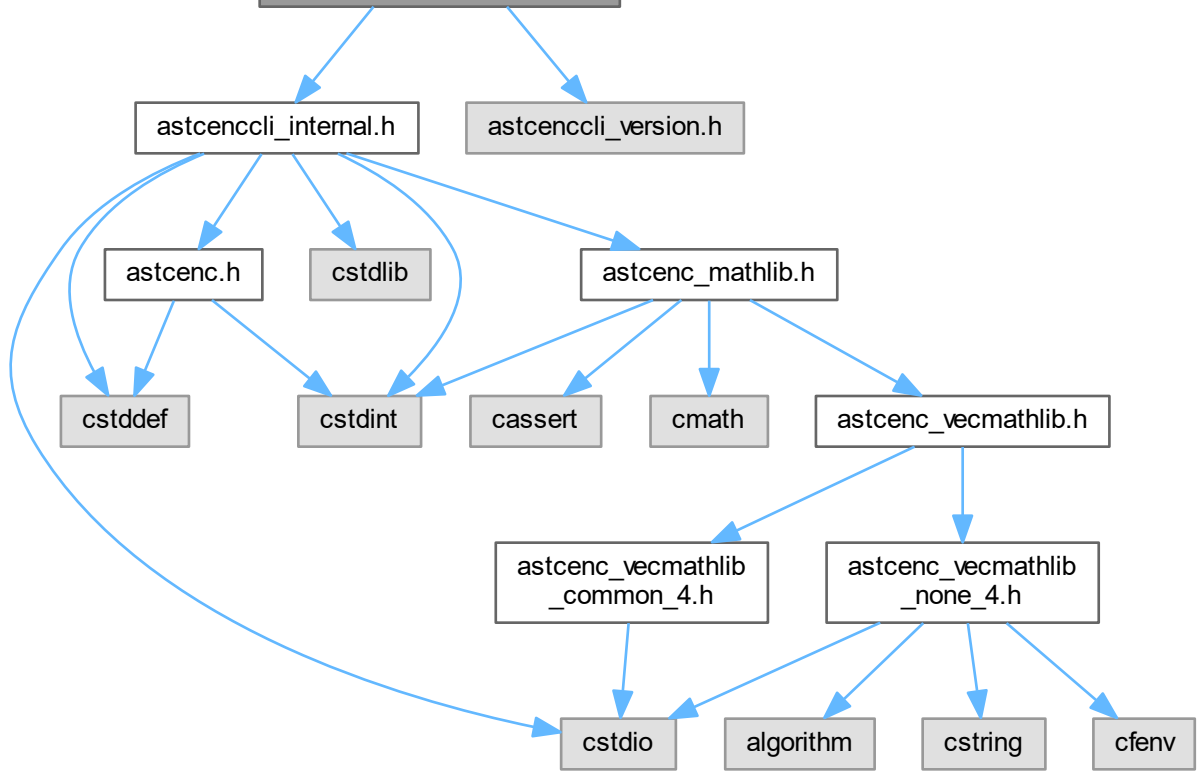 astcenccli_internal.h
astcenccli_version.h
astcenc.h
cstdlib
astcenc_mathlib.h
cstddef
cstdint
cassert
cmath
astcenc_vecmathlib.h
astcenc_vecmathlib
_common_4.h
astcenc_vecmathlib
_none_4.h
cstdio
algorithm
cstring
cfenv